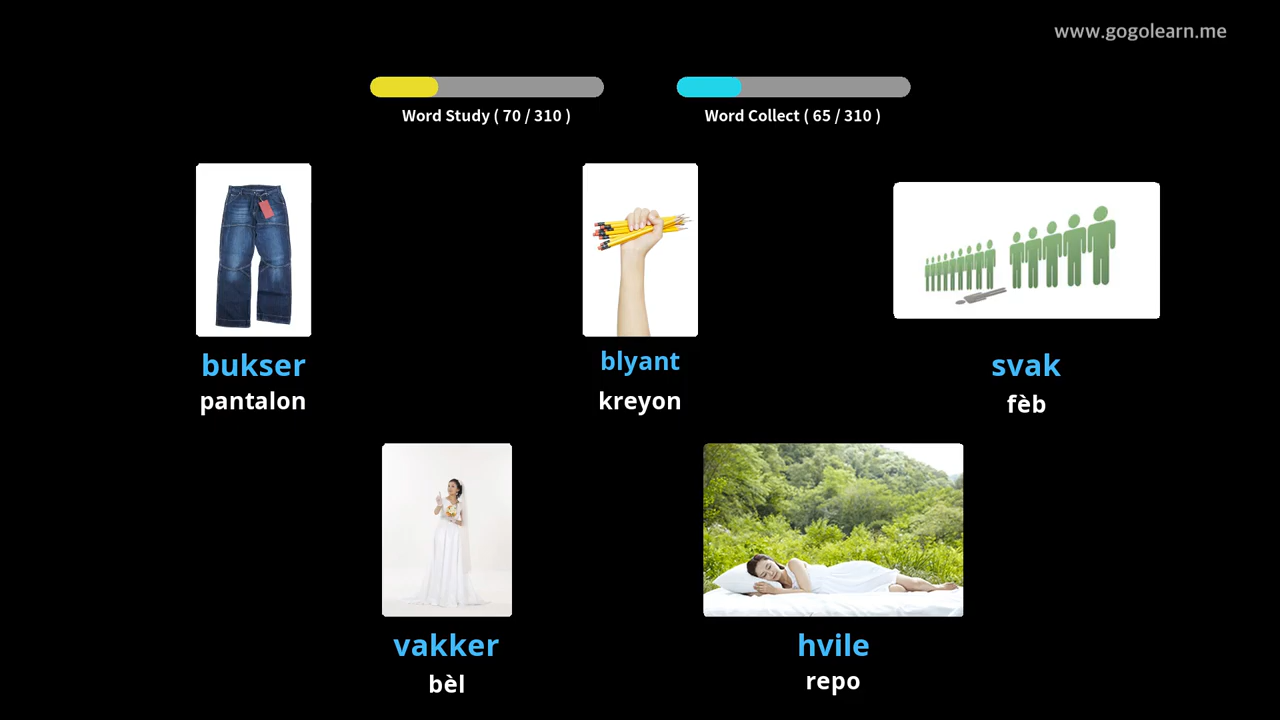 www.gogolearn.me
Word Study ( 70 / 310 )
Word Collect ( 65 / 310 )
bukser
pantalon
blyant
kreyon
svak
fèb
vakker
bèl
hvile
repo